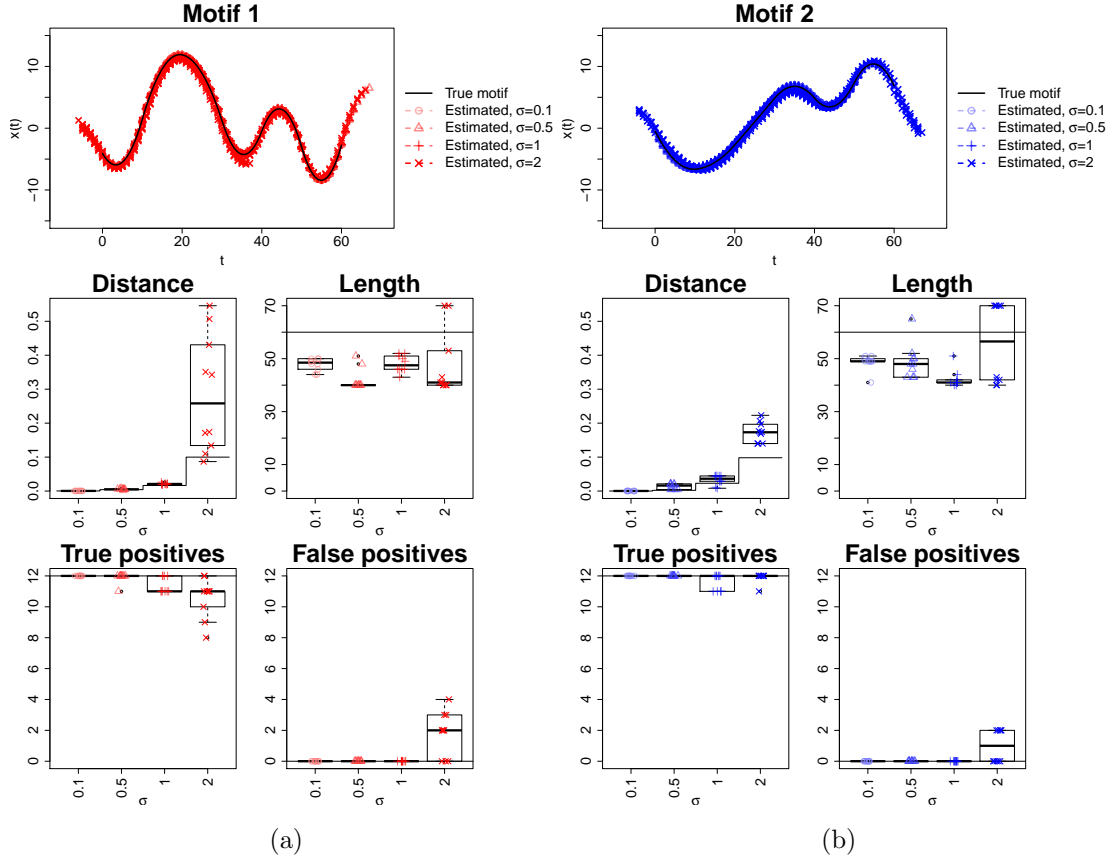 Motif 1
10
5
0
−10
x(t)
0
20
40
60
t
True motif
Estimated, σ=0.1
Estimated, σ=0.5
Estimated, σ=1
Estimated, σ=2
Distance
0.5
0.4
0.3
0.2
0.1
0.0
0.1
0.5
1
2
σ
Length
70
50
30
10
0
0.1
0.5
1
2
σ
True positives
12
10
8
6
4
2
0
0.1
0.5
1
2
σ
False positives
12
10
8
6
4
2
0
0.1
0.5
1
2
σ
(a)
Motif 2
10
5
0
−10
x(t)
0
20
40
60
t
True motif
Estimated, σ=0.1
Estimated, σ=0.5
Estimated, σ=1
Estimated, σ=2
Distance
0.5
0.4
0.3
0.2
0.1
0.0
0.1
0.5
1
2
σ
Length
70
50
30
10
0
0.1
0.5
1
2
σ
True positives
12
10
8
6
4
2
0
0.1
0.5
1
2
σ
False positives
12
10
8
6
4
2
0
0.1
0.5
1
2
σ
(b)